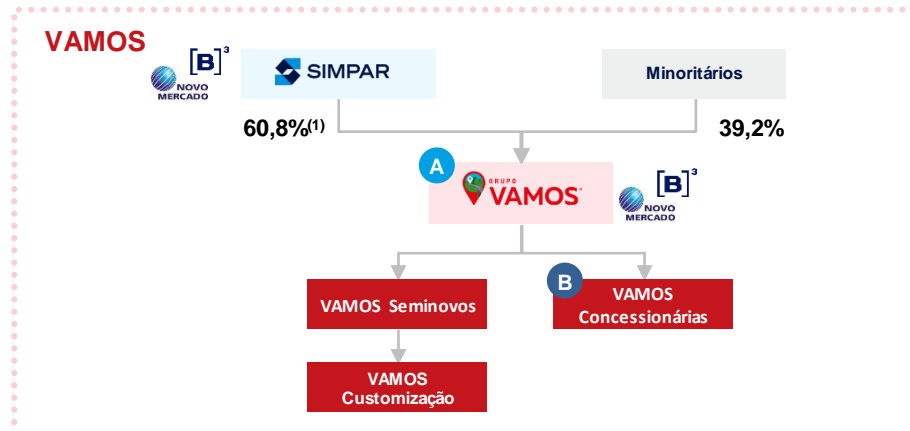 VAMOS
[B]³
NOVO
MERCADO
SIMPAR
Minoritários
60,8%(1)
39,2%
A
GRUPO
VAMOS
[B]³
NOVO
MERCADO
B
VAMOS Seminovos
VAMOS
Concessionárias
VAMOS
Customização